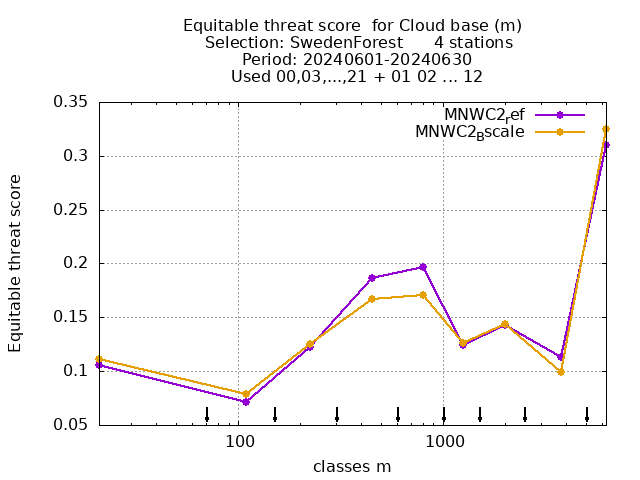 Equitable threat score for Cloud base (m)
Selection: SwedenForest 4 stations
Period: 20240601-20240630
Used 00,03,...,21 + 01 02 ... 12
MNWC2ref
MNWC2Bscale
0.35
0.3
0.25
0.2
0.15
0.1
0.05
Equitable threat score
100 1000
classes m